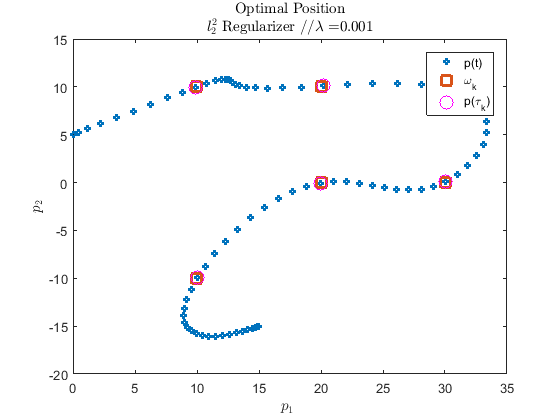 Optimal Position
l₂² Regularizer //λ =0.001
15
10
5
0
-5
-10
-15
-20
0 5 10 15 20 25 30 35
p₂
p₁
p(t)
ωₖ
p(τₖ)